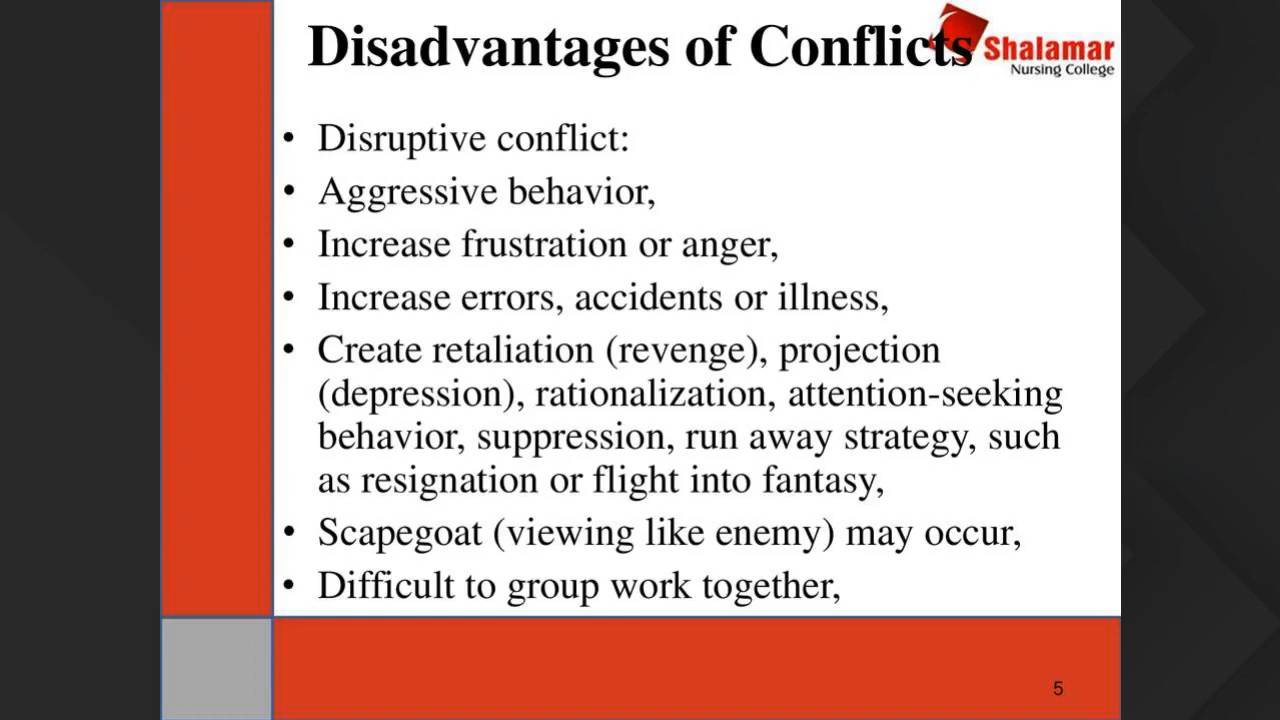 Disadvantages of Conflicts
Shalamar
Nursing College
• Disruptive conflict:
• Aggressive behavior,
• Increase frustration or anger,
• Increase errors, accidents or illness,
• Create retaliation (revenge), projection
(depression), rationalization, attention-seeking
behavior, suppression, run away strategy, such
as resignation or flight into fantasy,
• Scapegoat (viewing like enemy) may occur,
• Difficult to group work together,
5